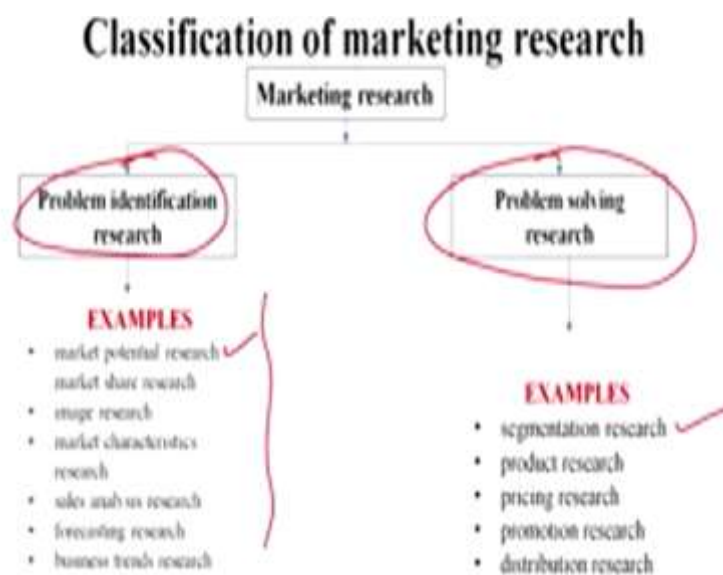 Classification of marketing research
Marketing research
Problem identification
research
Problem solving
research
EXAMPLES
• market potential research
market share research
• image research
• market characteristics
research
• sales analysis research
• forecasting research
• business trends research
EXAMPLES
• segmentation research
• product research
• pricing research
• promotion research
• distribution research